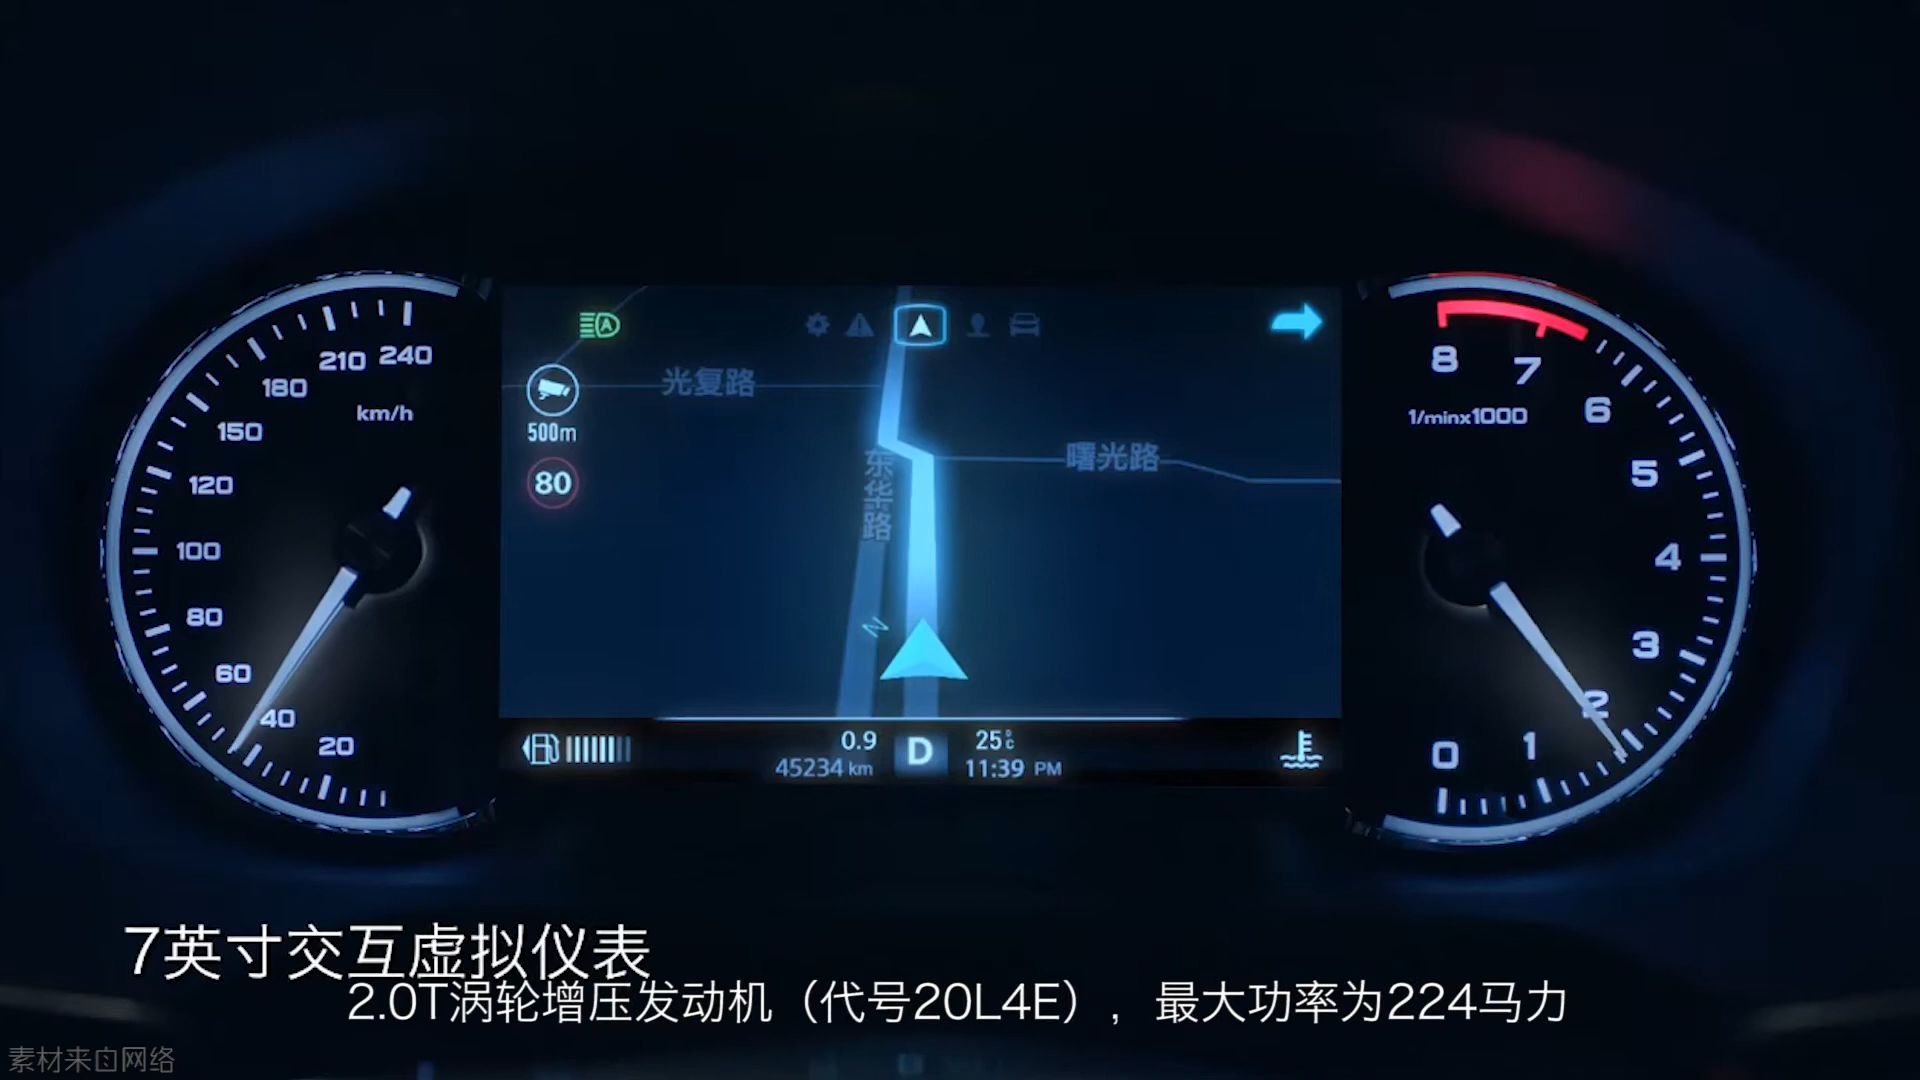 210 240
180
km/h
150
120
100
80
60
40
20
A
500m
80
光复路
曙光路
东华路
N
0.9
45234 km
D
25℃
11:39 PM
8 7
1/minx1000
6
5
4
3
2
1
0
7英寸交互虚拟仪表
2.0T涡轮增压发动机（代号20L4E），最大功率为224马力
素材来自网络